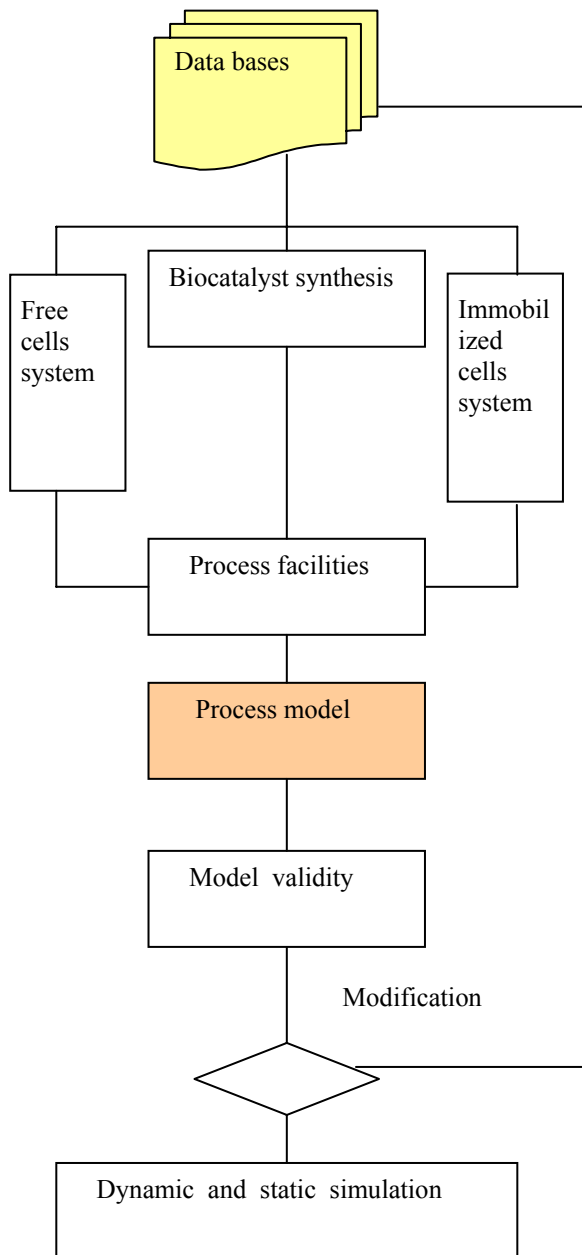 Data bases
Biocatalyst synthesis
Free
cells
system
Immobil
ized
cells
system
Process facilities
Process model
Model validity
Modification
Dynamic and static simulation